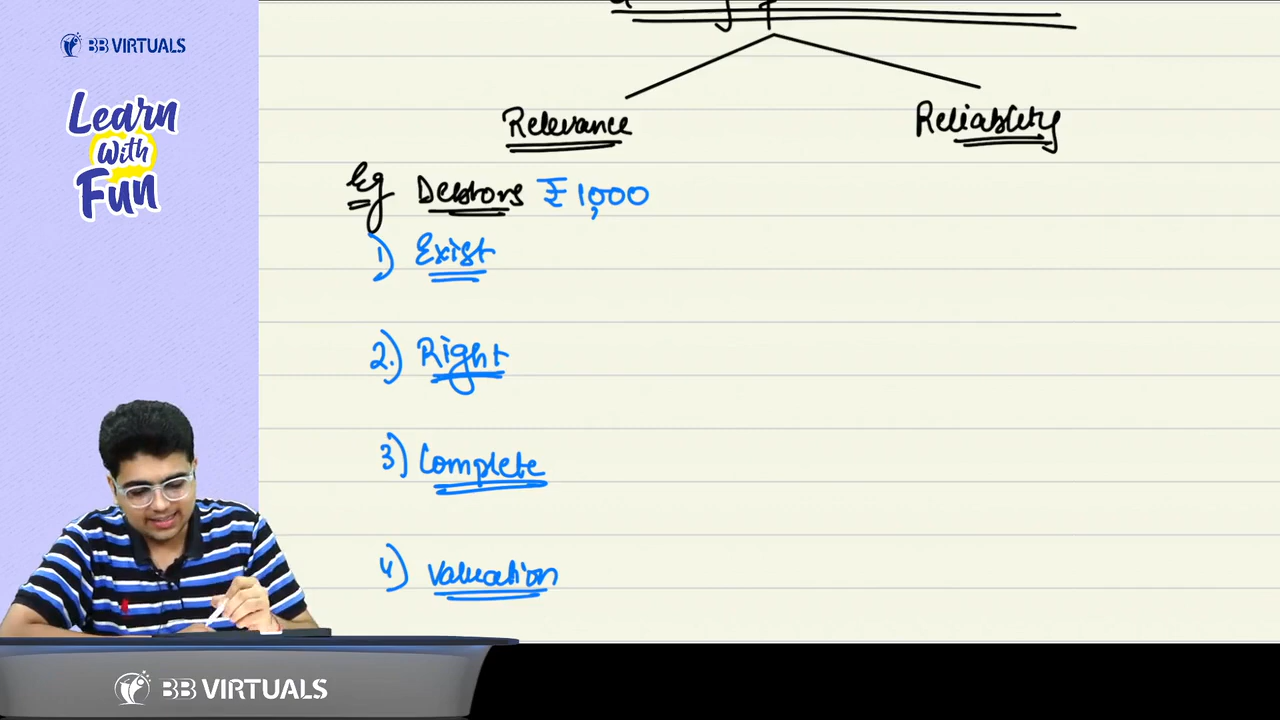 BB VIRTUALS
Learn
With
Fun
Relevance
Reliability
Eg Debtors ₹ 1,000
1) Exist
2.) Right
3) Complete
4) Valuation
BB VIRTUALS